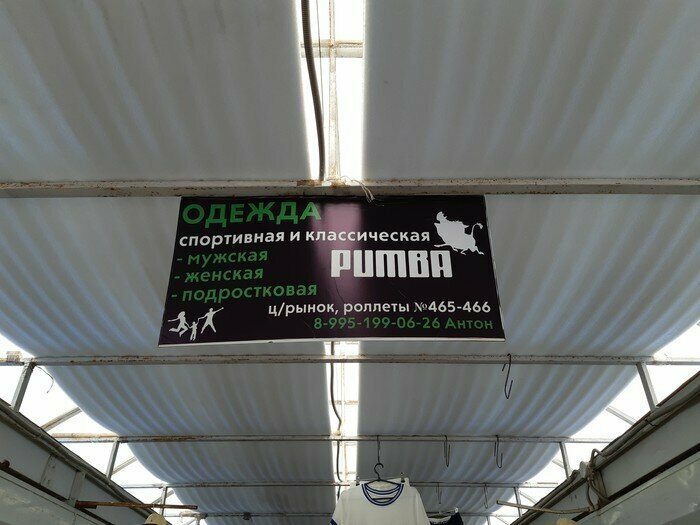 ОДЕЖДА
спортивная и классическая
- мужская
- женская
- подростковая
PUMBA
ц/рынок, роллеты №465-466
8-995-199-06-26 Антон